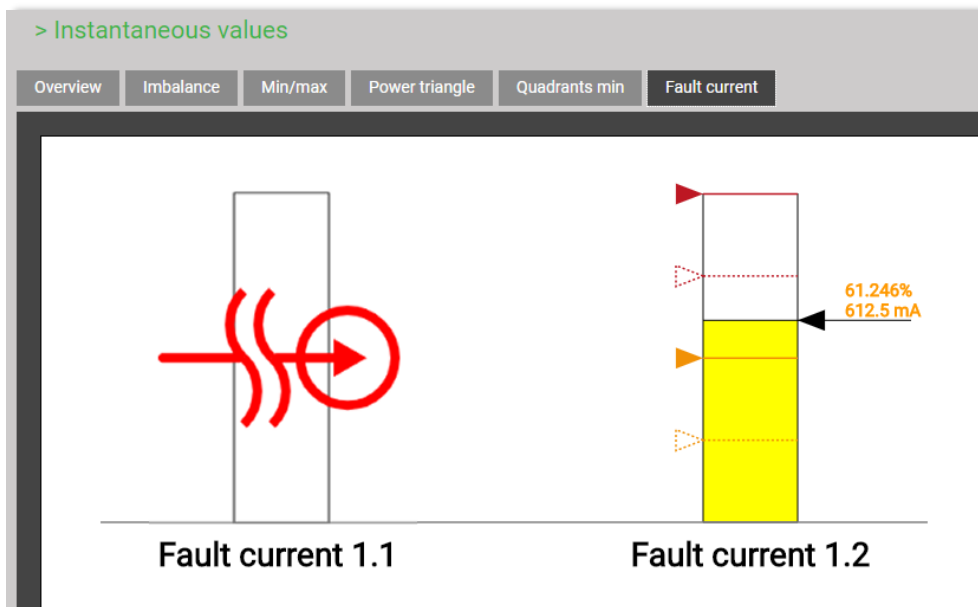 > Instantaneous values
Overview Imbalance Min/max Power triangle Quadrants min Fault current
61.246%
612.5 mA
Fault current 1.1 Fault current 1.2